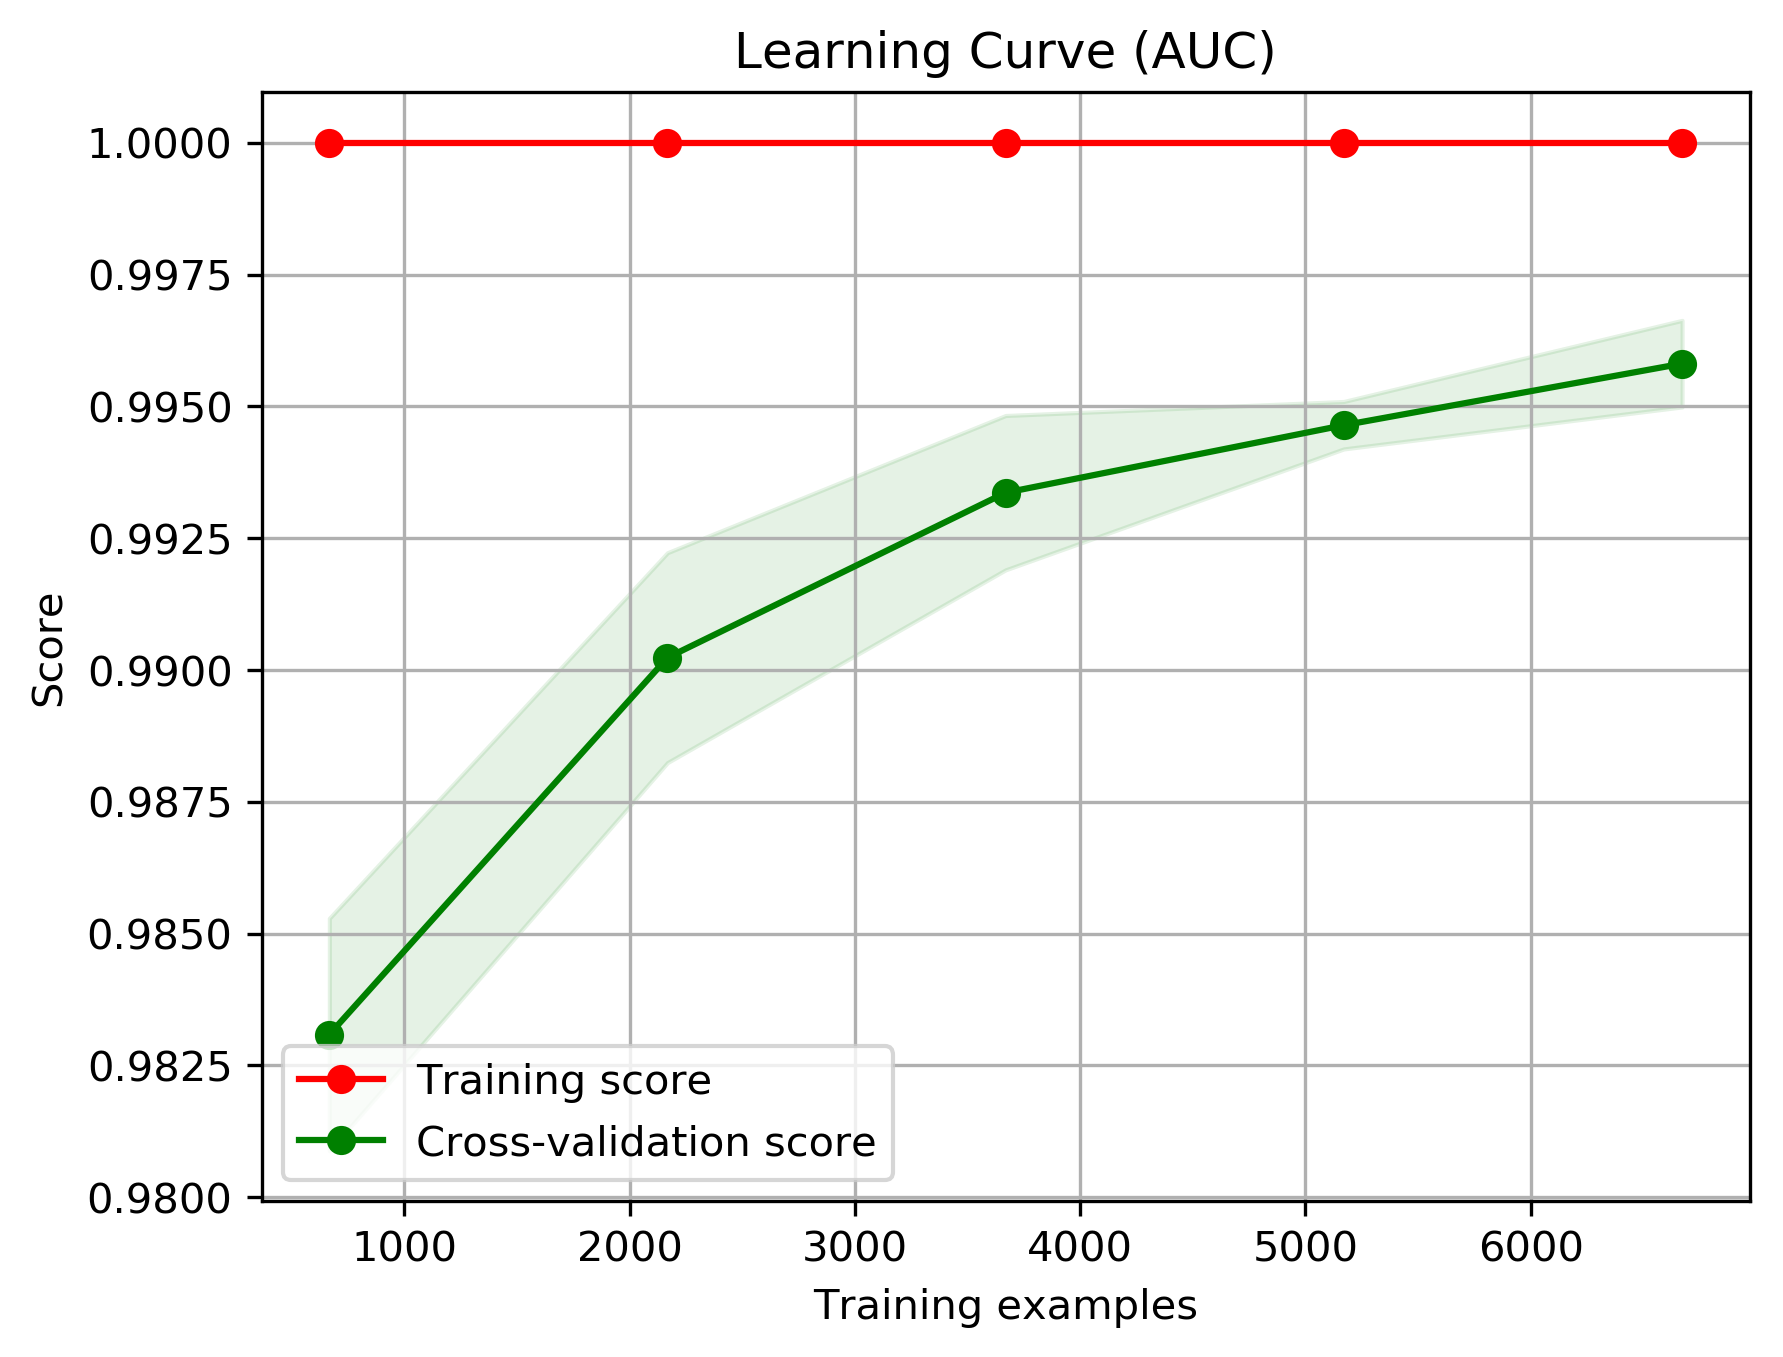 Learning Curve (AUC)
1.0000
0.9975
0.9950
0.9925
0.9900
0.9875
0.9850
0.9825
0.9800
Score
Training score
Cross-validation score
1000 2000 3000 4000 5000 6000
Training examples